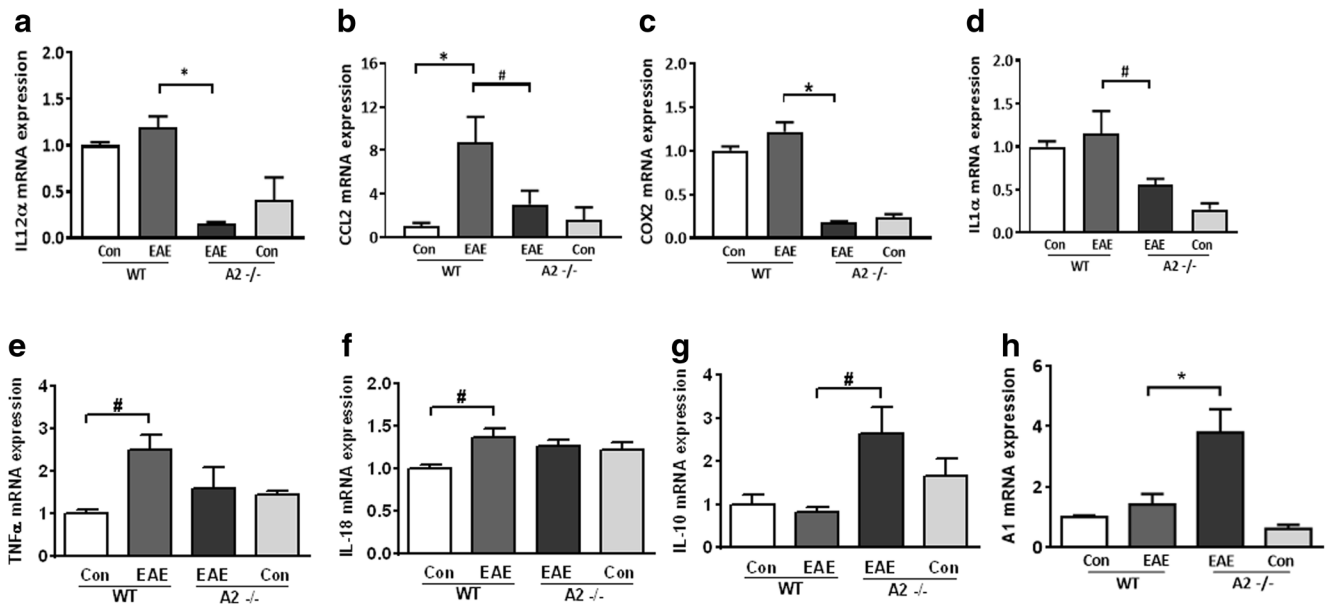 a
IL12α mRNA expression
2.0
1.5
1.0
0.5
0.0
*
Con EAE EAE Con
WT A2 -/-
b
CCL2 mRNA expression
16
12
8
4
0
*
#
Con EAE EAE Con
WT A2 -/-
c
COX2 mRNA expression
2.0
1.5
1.0
0.5
0.0
*
Con EAE EAE Con
WT A2 -/-
d
IL1α mRNA expression
2.0
1.5
1.0
0.5
0.0
#
Con EAE EAE Con
WT A2 -/-
e
TNFα mRNA expression
4
3
2
1
0
#
Con EAE EAE Con
WT A2 -/-
f
IL-18 mRNA expression
2.0
1.5
1.0
0.5
0.0
#
Con EAE EAE Con
WT A2 -/-
g
IL-10 mRNA expression
4
3
2
1
0
#
Con EAE EAE Con
WT A2 -/-
h
A1 mRNA expression
6
4
2
0
*
Con EAE EAE Con
WT A2 -/-